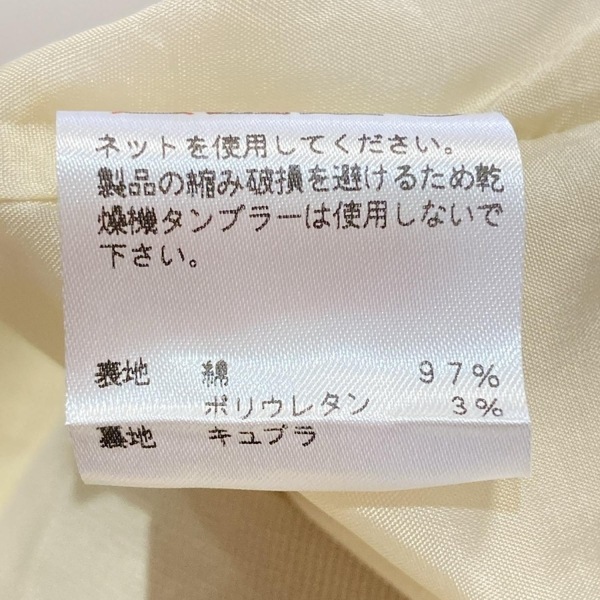 ネットを使用してください。
製品の縮み破損を避けるため乾
燥機タンブラーは使用しないで
下さい。
表地 綿 97%
ポリウレタン 3%
裏地 キュプラ